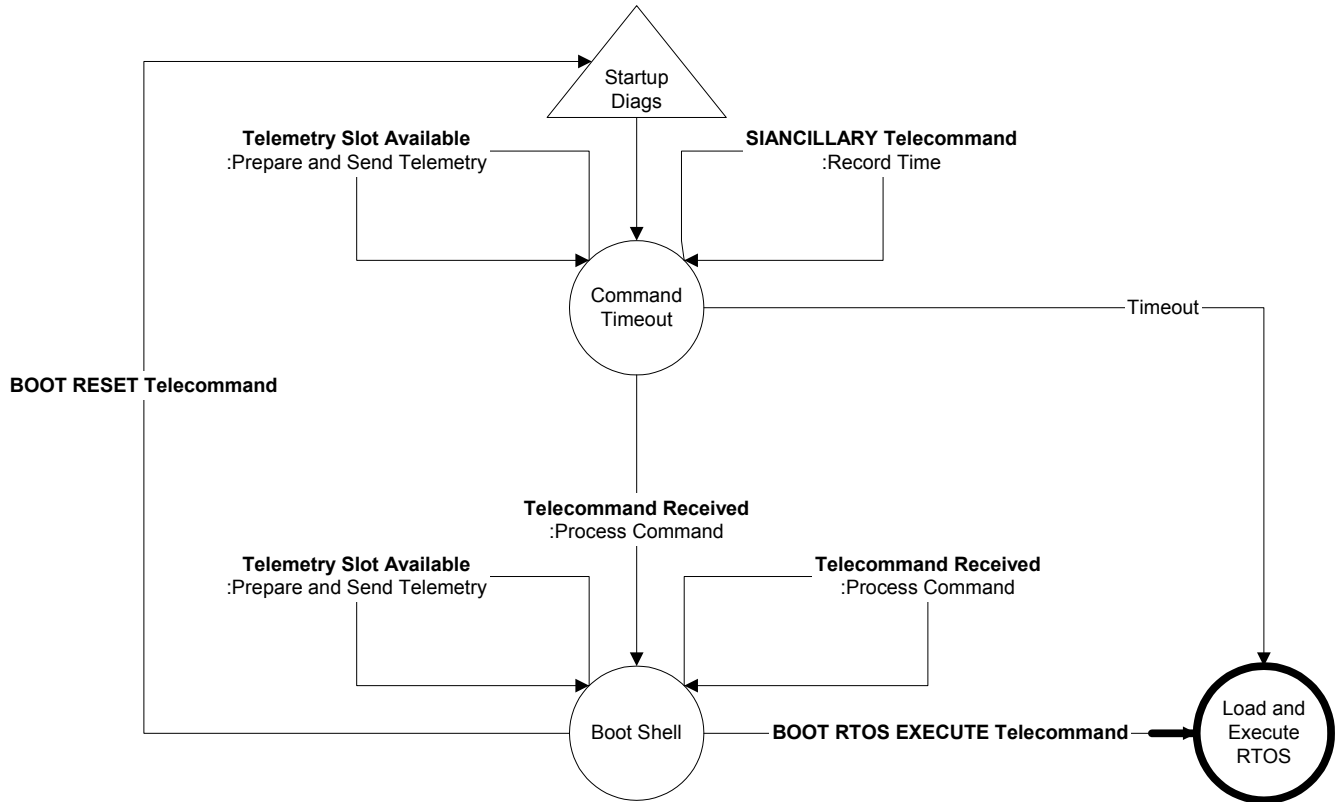 Startup
Diags
Telemetry Slot Available
:Prepare and Send Telemetry
SIANCILLARY Telecommand
:Record Time
Command
Timeout
Timeout
BOOT RESET Telecommand
Telecommand Received
:Process Command
Telemetry Slot Available
:Prepare and Send Telemetry
Telecommand Received
:Process Command
Boot Shell
BOOT RTOS EXECUTE Telecommand
Load and
Execute
RTOS